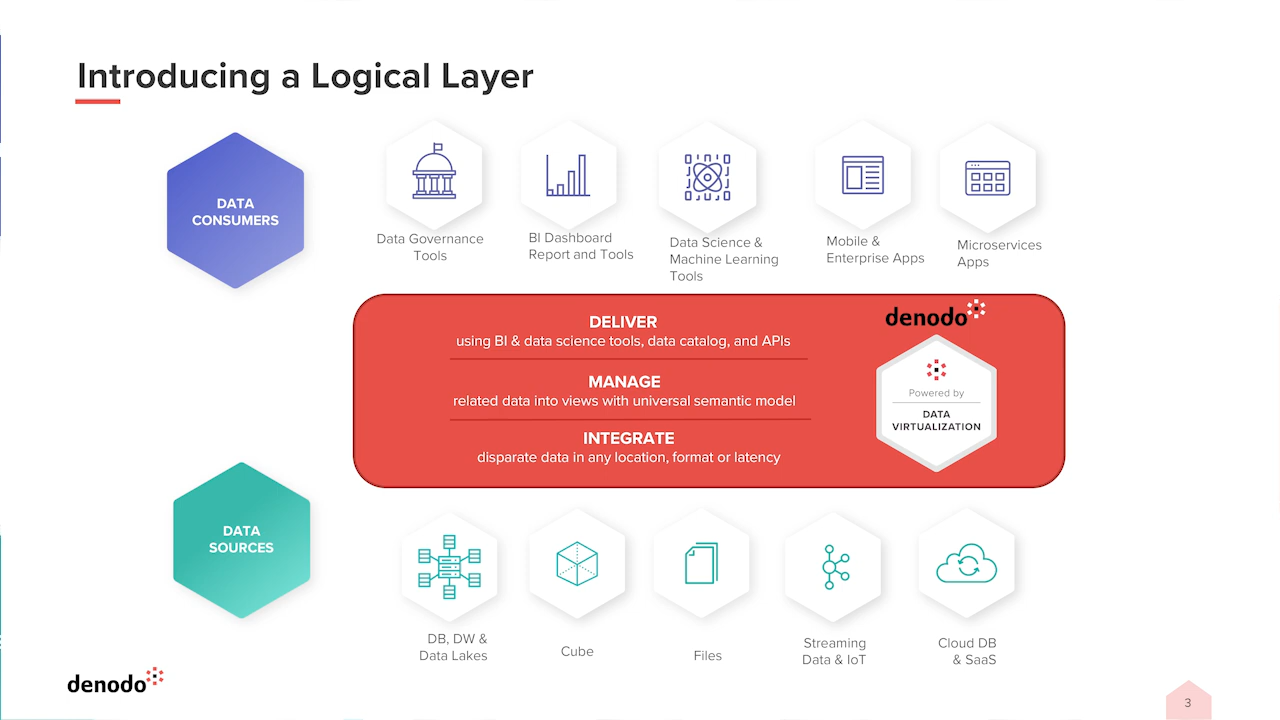 Introducing a Logical Layer
DATA
CONSUMERS
Data Governance
Tools
BI Dashboard
Report and Tools
Data Science &
Machine Learning
Tools
Mobile &
Enterprise Apps
Microservices
Apps
DELIVER
using BI & data science tools, data catalog, and APIs
MANAGE
related data into views with universal semantic model
INTEGRATE
disparate data in any location, format or latency
denodo
Powered by
DATA
VIRTUALIZATION
DATA
SOURCES
DB, DW &
Data Lakes
Cube
Files
Streaming
Data & IoT
Cloud DB
& SaaS
denodo
3